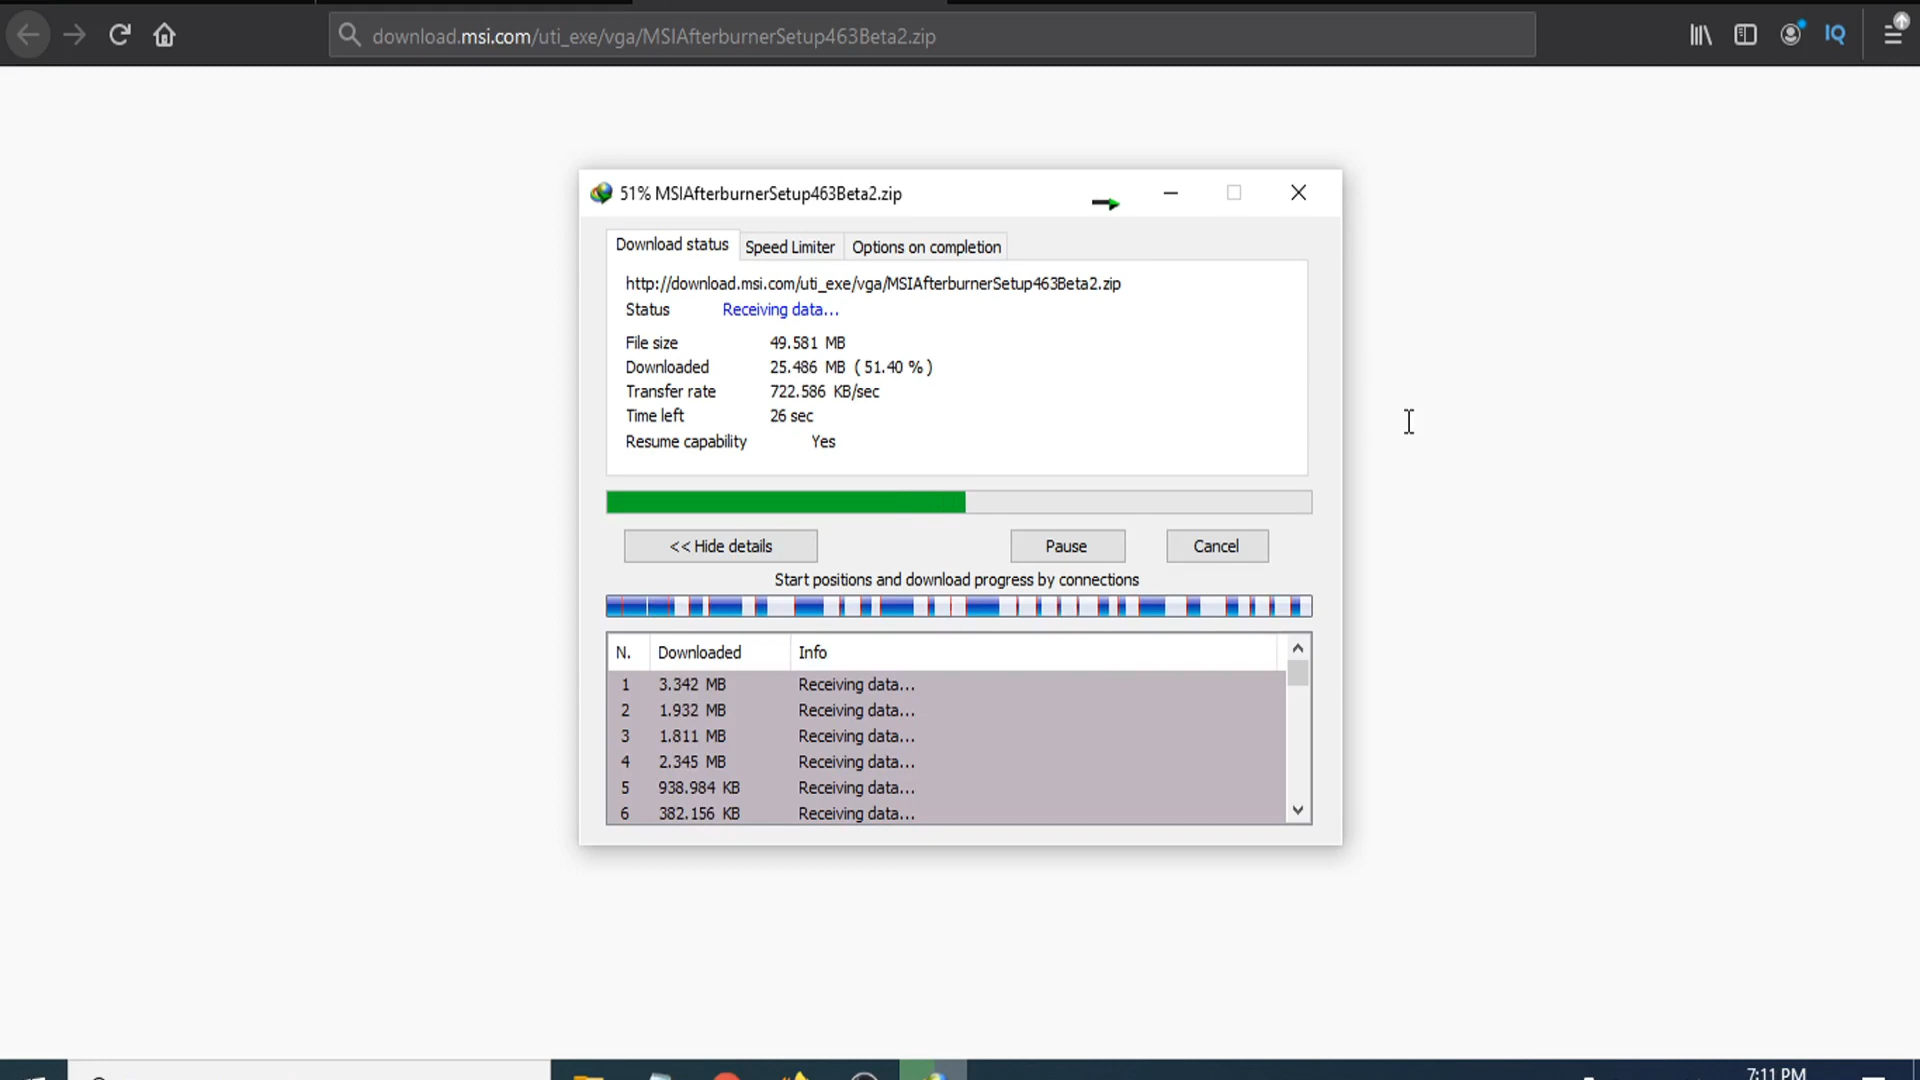 download.msi.com/uti_exe/vga/MSIAfterburnerSetup463Beta2.zip
IQ
51% MSIAfterburnerSetup463Beta2.zip
Download status
Speed Limiter
Options on completion
http://download.msi.com/uti_exe/vga/MSIAfterburnerSetup463Beta2.zip
Status Receiving data...
File size 49.581 MB
Downloaded 25.486 MB ( 51.40 % )
Transfer rate 722.586 KB/sec
Time left 26 sec
Resume capability Yes
<< Hide details
Pause
Cancel
Start positions and download progress by connections
N. Downloaded Info
1 3.342 MB Receiving data...
2 1.932 MB Receiving data...
3 1.811 MB Receiving data...
4 2.345 MB Receiving data...
5 938.984 KB Receiving data...
6 382.156 KB Receiving data...
7:11 PM